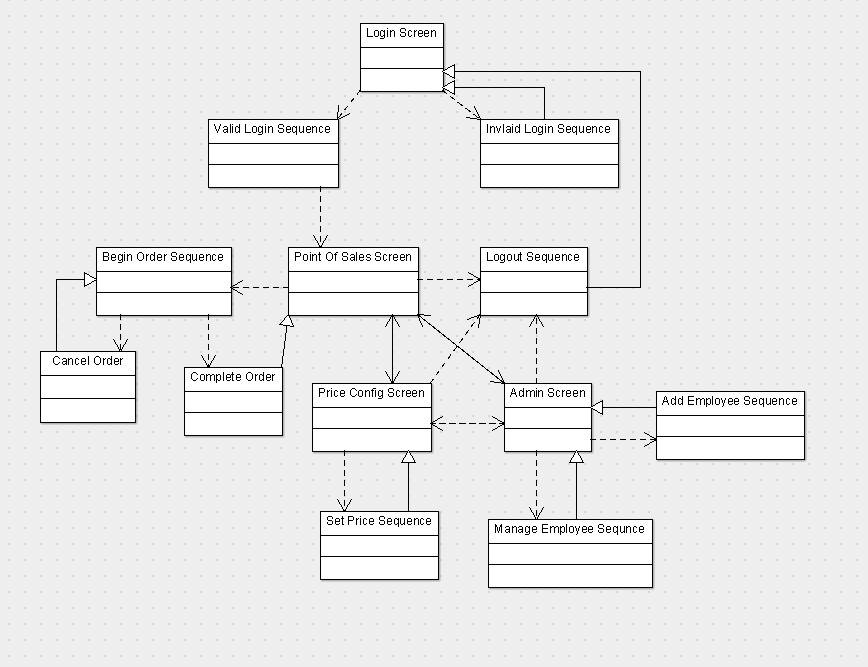 Login Screen
Valid Login Sequence
Invlaid Login Sequence
Begin Order Sequence
Point Of Sales Screen
Logout Sequence
Cancel Order
Complete Order
Price Config Screen
Admin Screen
Add Employee Sequence
Set Price Sequence
Manage Employee Sequnce